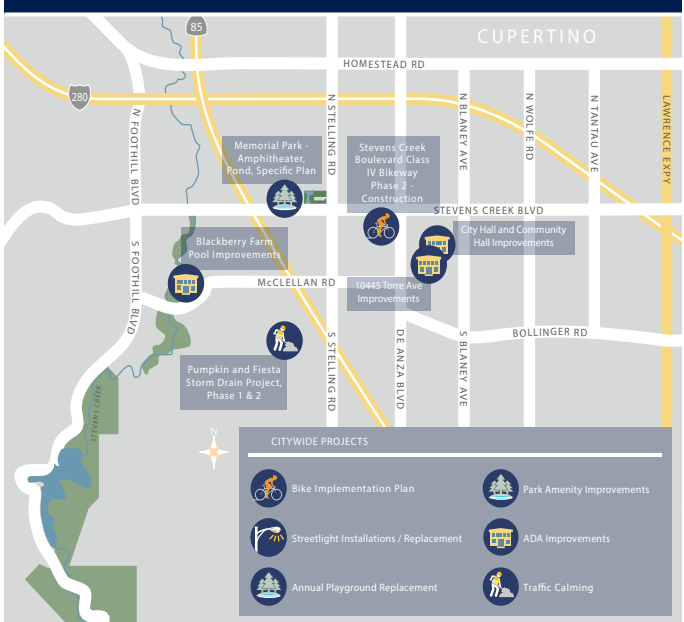 85
CUPERTINO
HOMESTEAD RD
280
N FOOTHILL BLVD
N STELLING RD
N BLANEY AVE
N WOLFE RD
N TANTAU AVE
LAWRENCE EXPY
Memorial Park -
Amphitheater,
Pond, Specific Plan
Stevens Creek
Boulevard Class
IV Bikeway
Phase 2 -
Construction
STEVENS CREEK BLVD
City Hall and Community
Hall Improvements
Blackberry Farm
Pool Improvements
S FOOTHILL BLVD
McCLELLAN RD
10445 Torre Ave
Improvements
BOLLINGER RD
S STELLING RD
DE ANZA BLVD
S BLANEY AVE
Pumpkin and Fiesta
Storm Drain Project,
Phase 1 & 2
STEVENS CREEK
N
CITYWIDE PROJECTS
Bike Implementation Plan
Park Amenity Improvements
Streetlight Installations / Replacement
ADA Improvements
Annual Playground Replacement
Traffic Calming